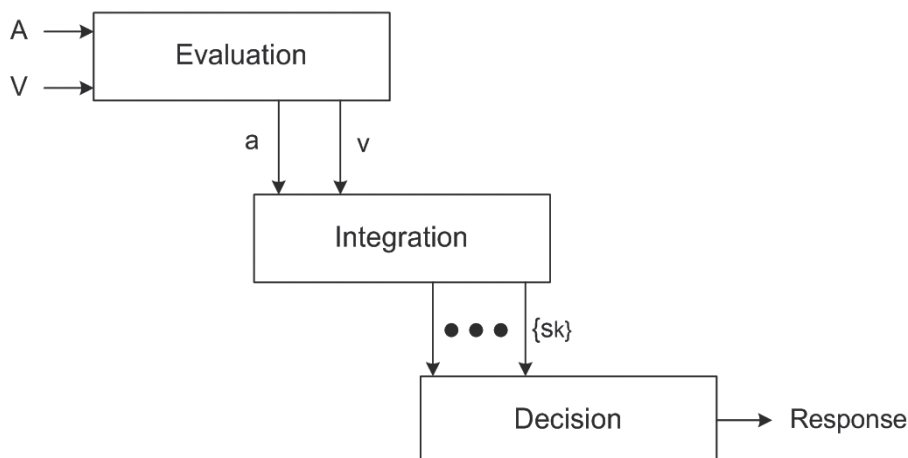 A
Evaluation
V
a
v
Integration
{sk}
Decision
Response